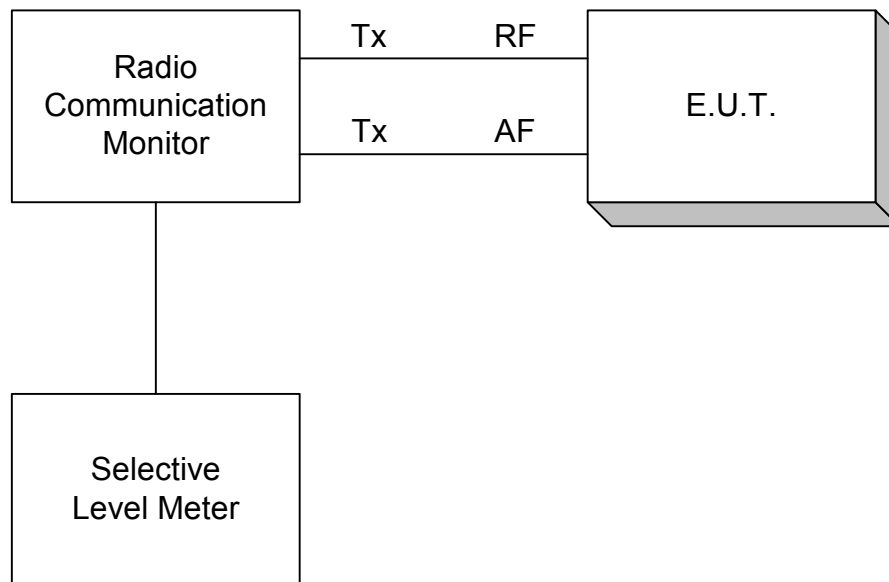 Tx RF
Radio
Communication
Monitor
E.U.T.
Tx AF
Selective
Level Meter